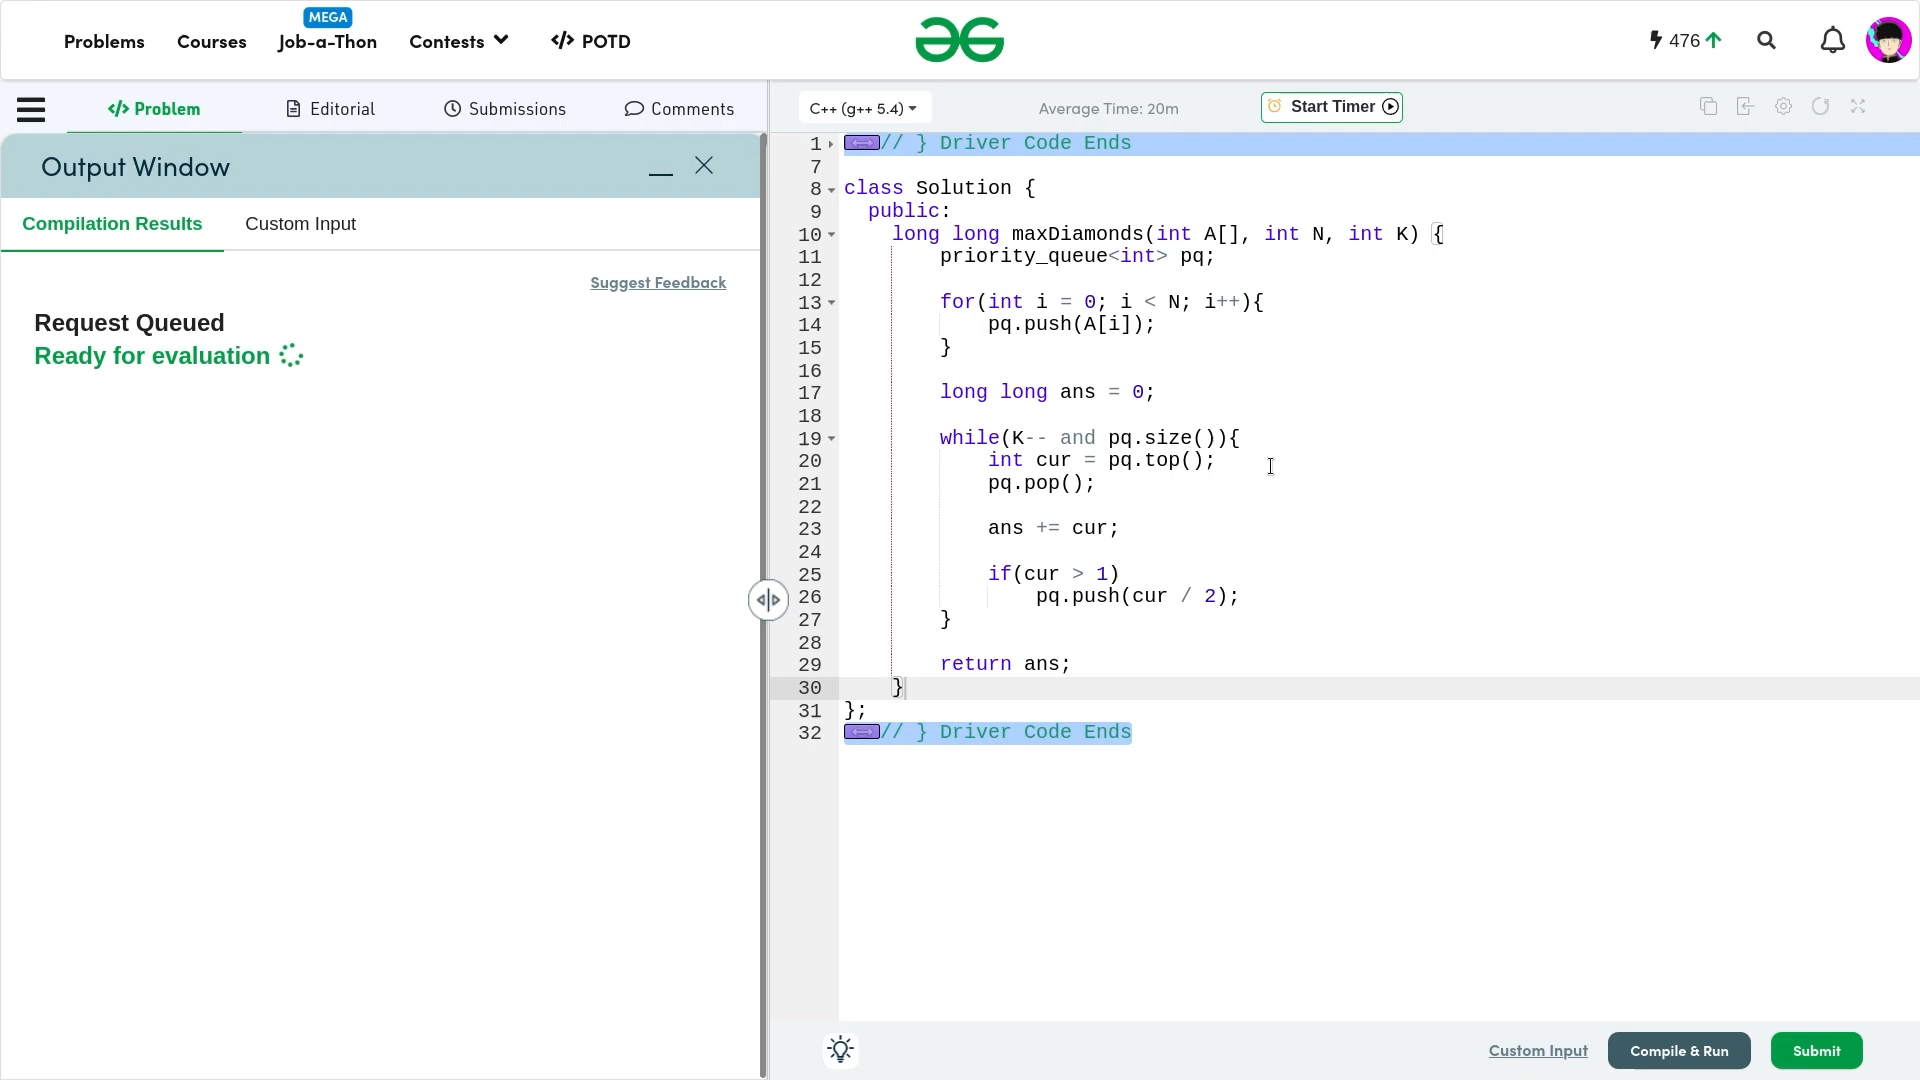 MEGA
Problems Courses Job-a-Thon Contests </> POTD 476
</> Problem Editorial Submissions Comments
C++ (g++ 5.4) Average Time: 20m Start Timer
Output Window
Compilation Results Custom Input
Suggest Feedback
Request Queued
Ready for evaluation
1 // } Driver Code Ends
7
8 class Solution {
9 public:
10 long long maxDiamonds(int A[], int N, int K) {
11 priority_queue<int> pq;
12
13 for(int i = 0; i < N; i++){
14 pq.push(A[i]);
15 }
16
17 long long ans = 0;
18
19 while(K-- and pq.size()){
20 int cur = pq.top();
21 pq.pop();
22
23 ans += cur;
24
25 if(cur > 1)
26 pq.push(cur / 2);
27 }
28
29 return ans;
30 }
31 };
32 // } Driver Code Ends
Custom Input Compile & Run Submit